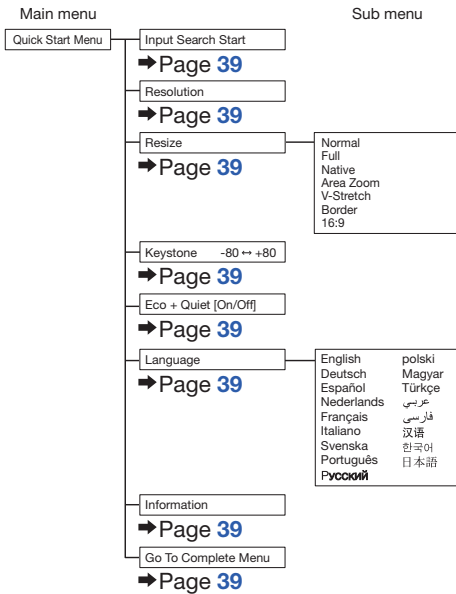 Main menu
Sub menu
Quick Start Menu
Input Search Start
➡Page 39
Resolution
➡Page 39
Resize
➡Page 39
Normal
Full
Native
Area Zoom
V-Stretch
Border
16:9
Keystone -80 ↔ +80
➡Page 39
Eco + Quiet [On/Off]
➡Page 39
Language
➡Page 39
English polski
Deutsch Magyar
Español Türkçe
Nederlands عربي
Français فارسی
Italiano 汉语
Svenska 한국어
Português 日本語
Русский
Information
➡Page 39
Go To Complete Menu
➡Page 39